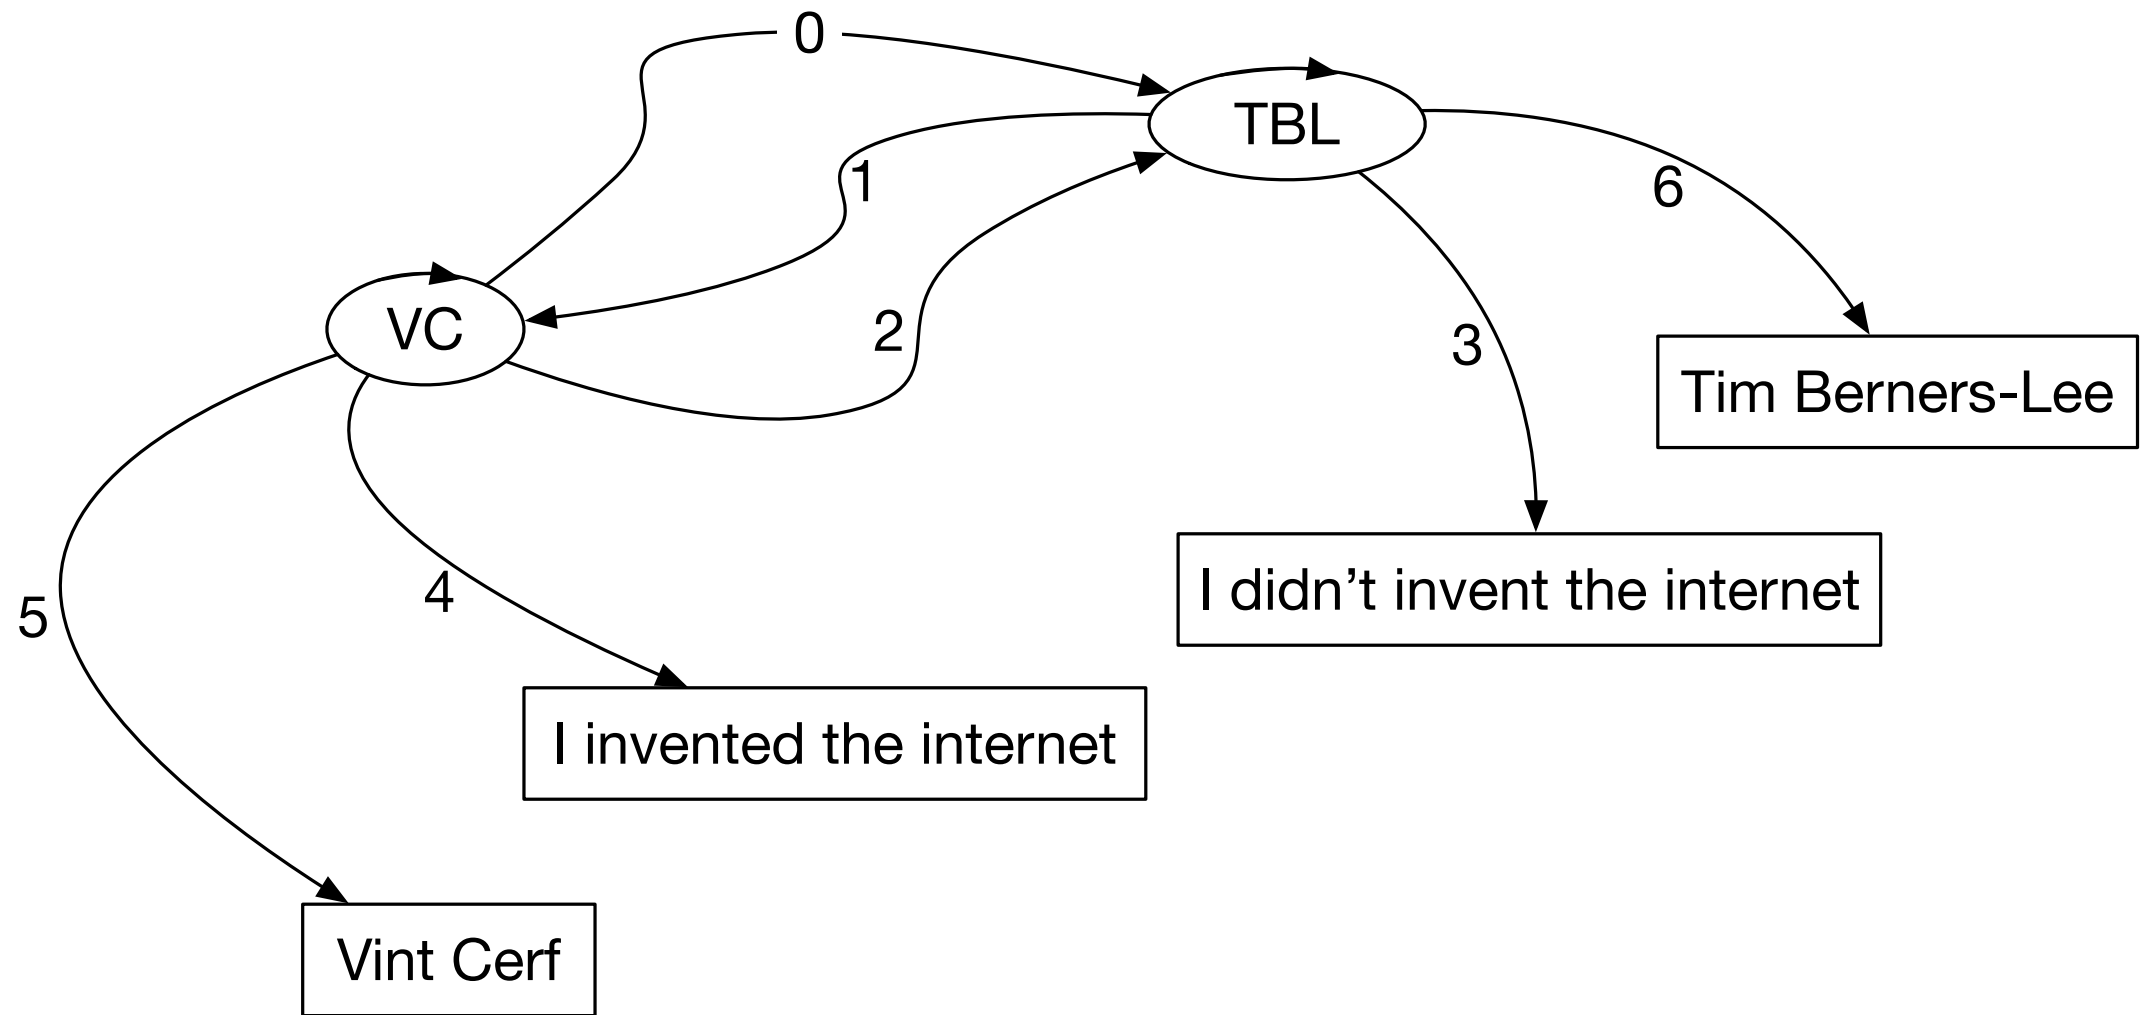 0
TBL
1
6
VC
2
3
Tim Berners-Lee
I didn’t invent the internet
4
5
I invented the internet
Vint Cerf